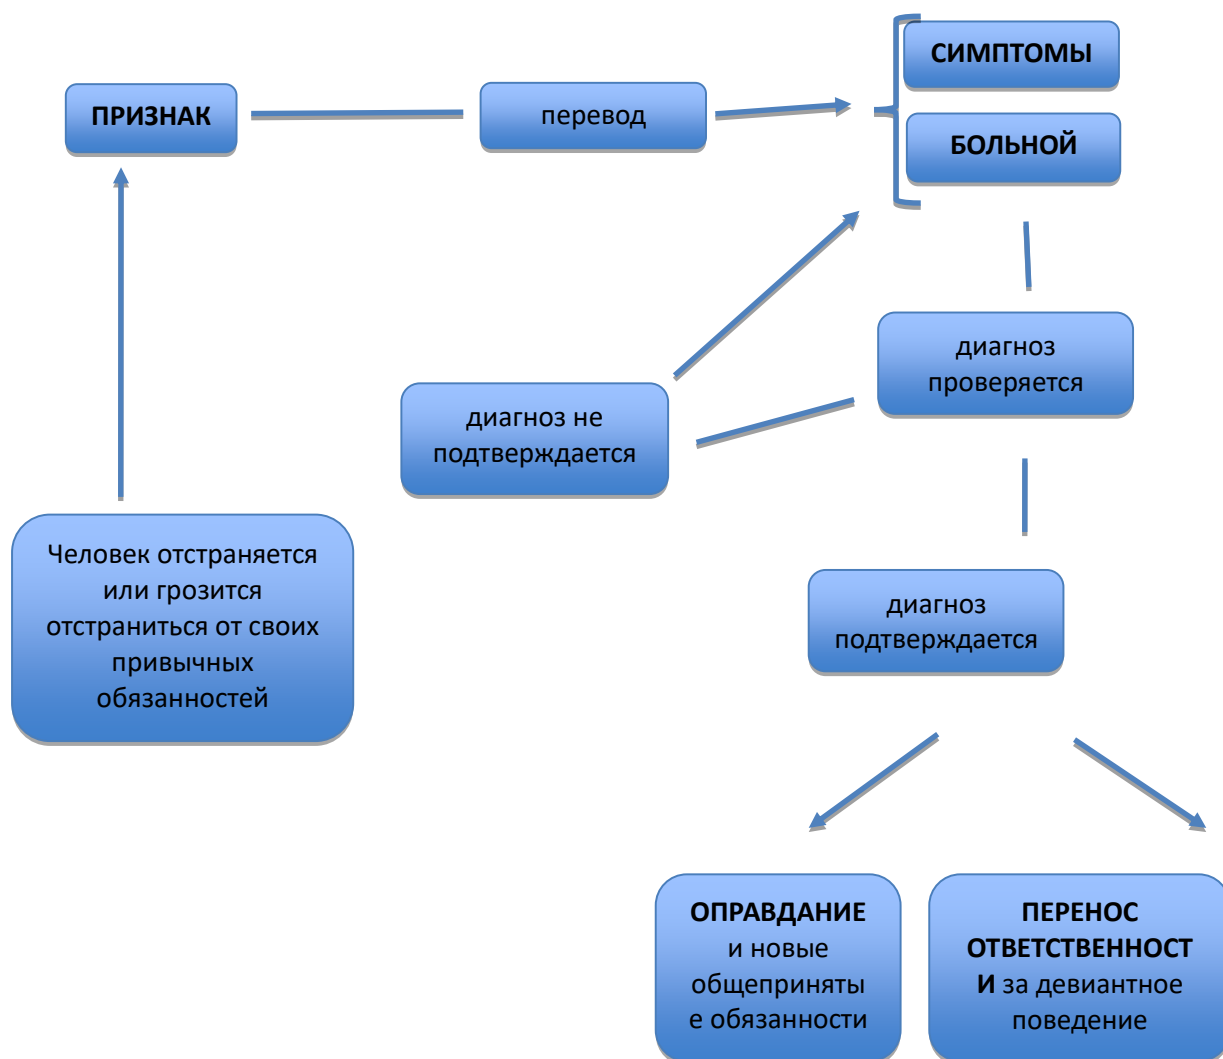 СИМПТОМЫ
ПРИЗНАК
перевод
БОЛЬНОЙ
диагноз
проверяется
диагноз не
подтверждается
Человек отстраняется
или грозится
отстраниться от своих
привычных
обязанностей
диагноз
подтверждается
ОПРАВДАНИЕ
и новые
общеприняты
е обязанности
ПЕРЕНОС
ОТВЕТСТВЕННОСТ
И за девиантное
поведение